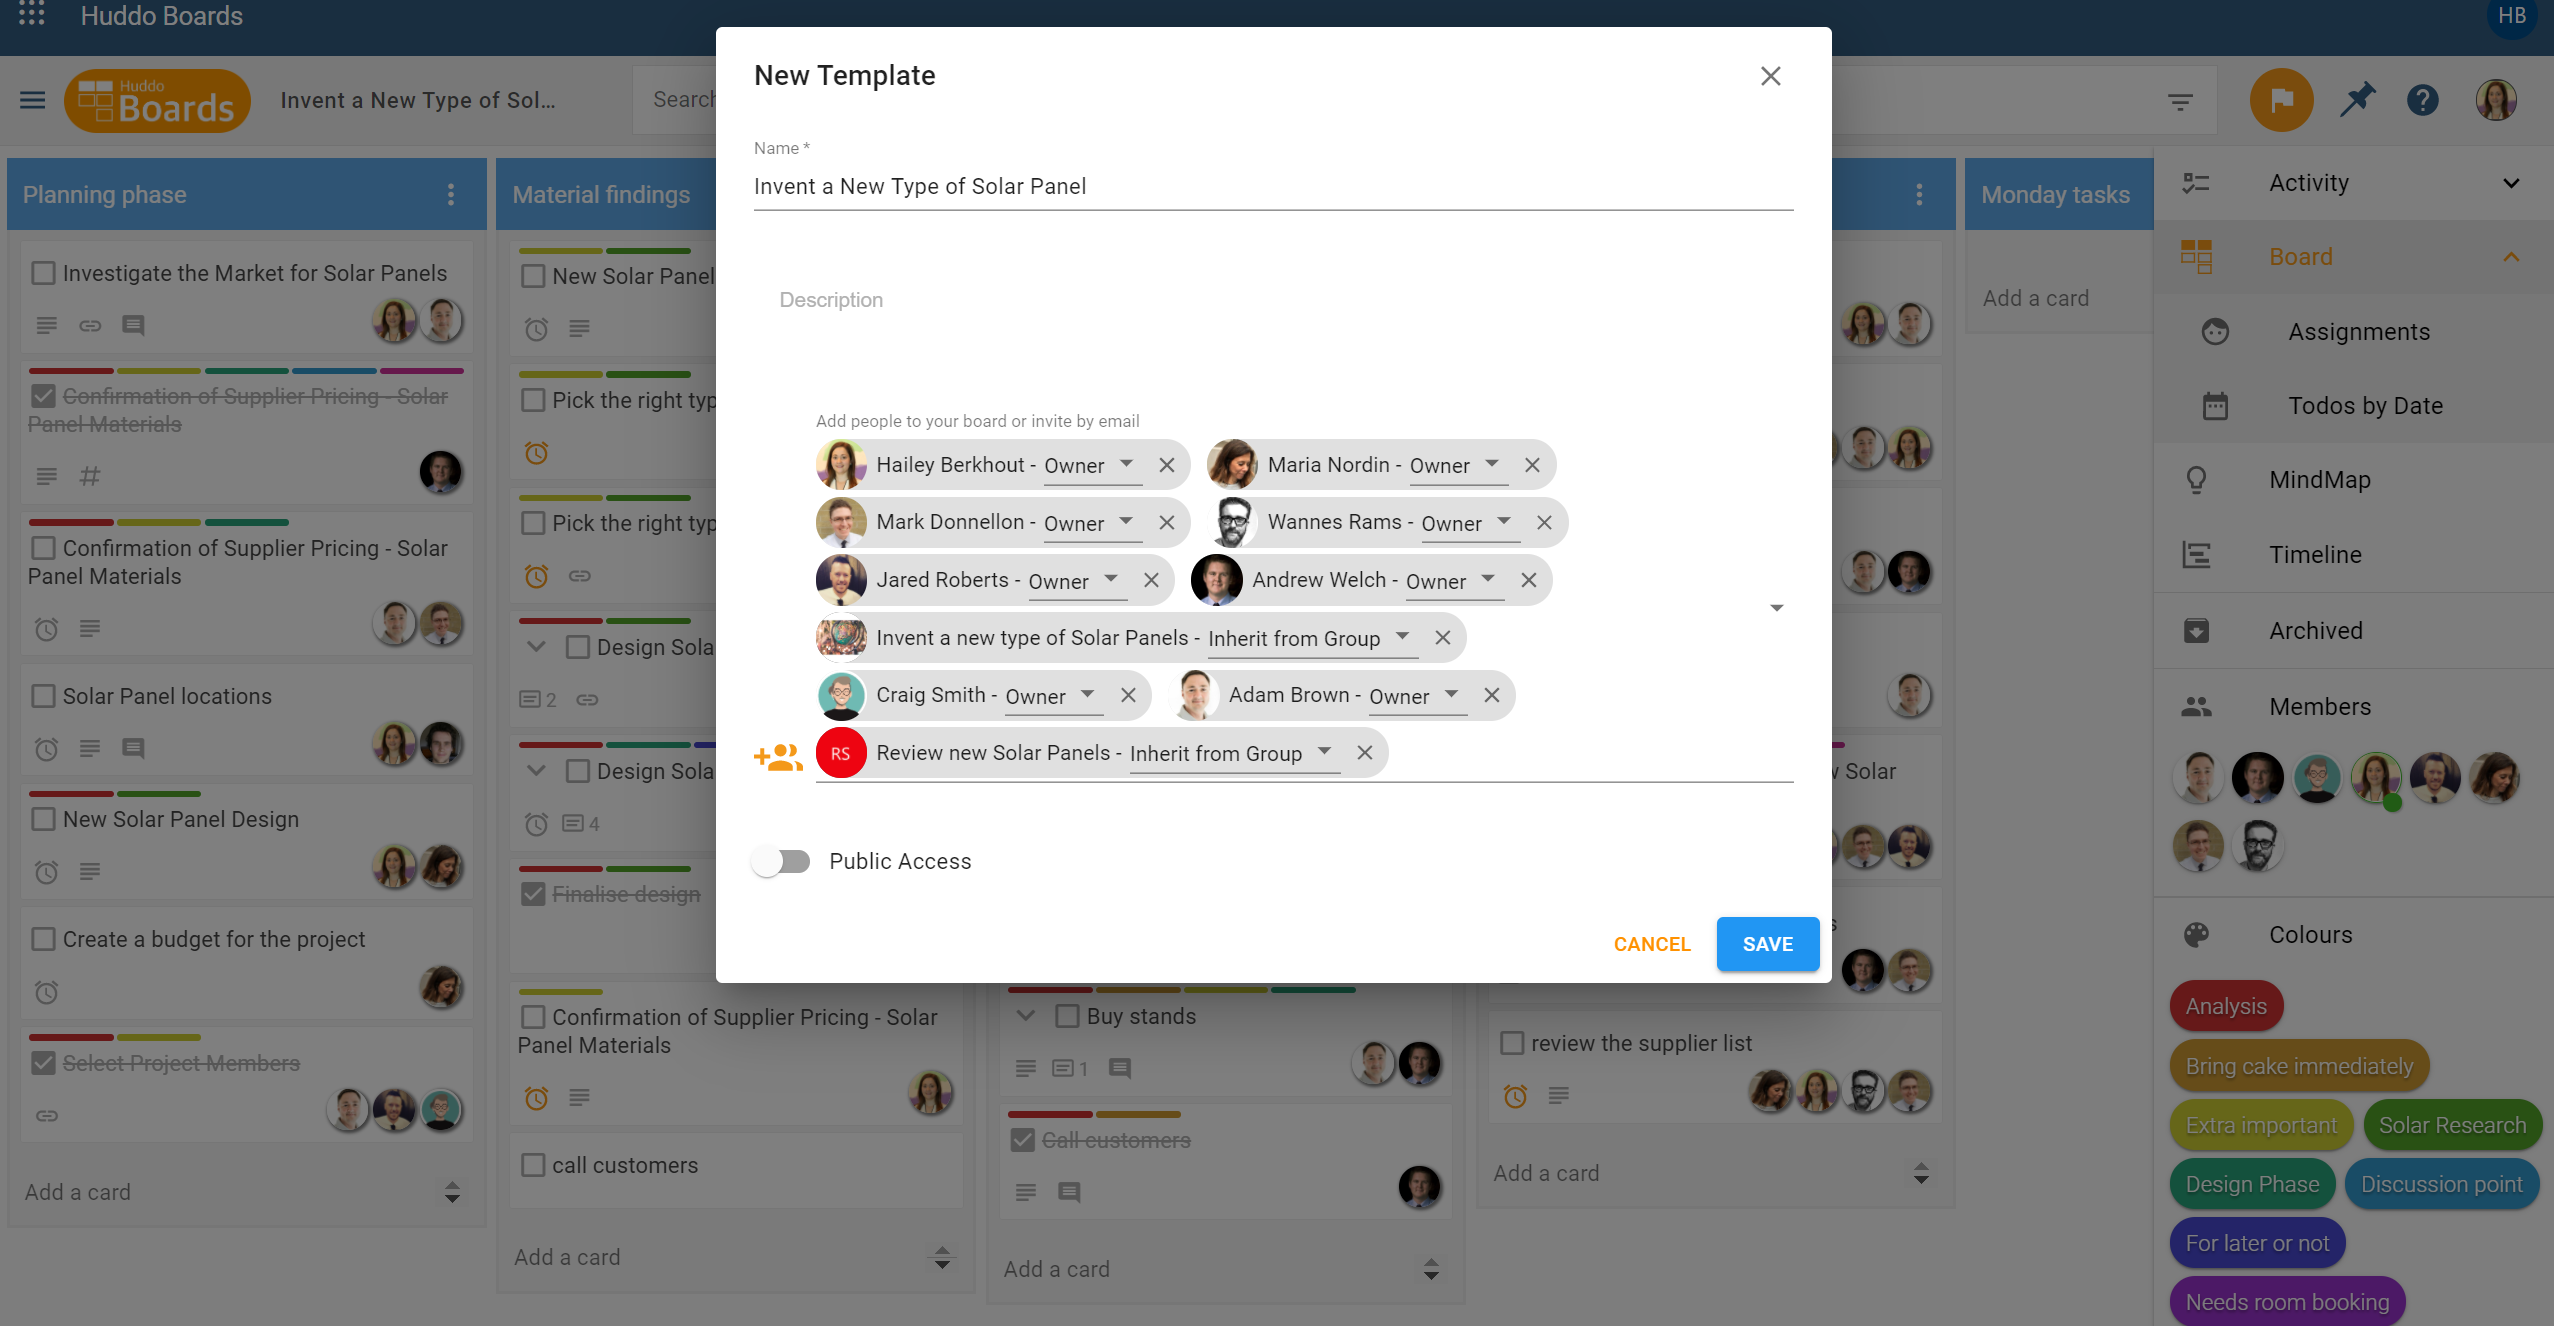 Huddo Boards
HB
Huddo
Boards
Invent a New Type of Sol...
Search
New Template
Name *
Invent a New Type of Solar Panel
Description
Add people to your board or invite by email
Hailey Berkhout - Owner
Maria Nordin - Owner
Mark Donnellon - Owner
Wannes Rams - Owner
Jared Roberts - Owner
Andrew Welch - Owner
Invent a new type of Solar Panels - Inherit from Group
Craig Smith - Owner
Adam Brown - Owner
RS
Review new Solar Panels - Inherit from Group
Public Access
CANCEL
SAVE
Planning phase
Investigate the Market for Solar Panels
Confirmation of Supplier Pricing - Solar
Panel Materials
Confirmation of Supplier Pricing - Solar
Panel Materials
Solar Panel locations
New Solar Panel Design
Create a budget for the project
Select Project Members
Add a card
Material findings
New Solar Panel
Pick the right typ
Pick the right typ
Design Sola
2
Design Sola
4
Finalise design
Confirmation of Supplier Pricing - Solar
Panel Materials
call customers
Add a card
Buy stands
1
Call customers
Add a card
Solar
review the supplier list
Add a card
Monday tasks
Add a card
Activity
Board
Assignments
Todos by Date
MindMap
Timeline
Archived
Members
Colours
Analysis
Bring cake immediately
Extra important
Solar Research
Design Phase
Discussion point
For later or not
Needs room booking